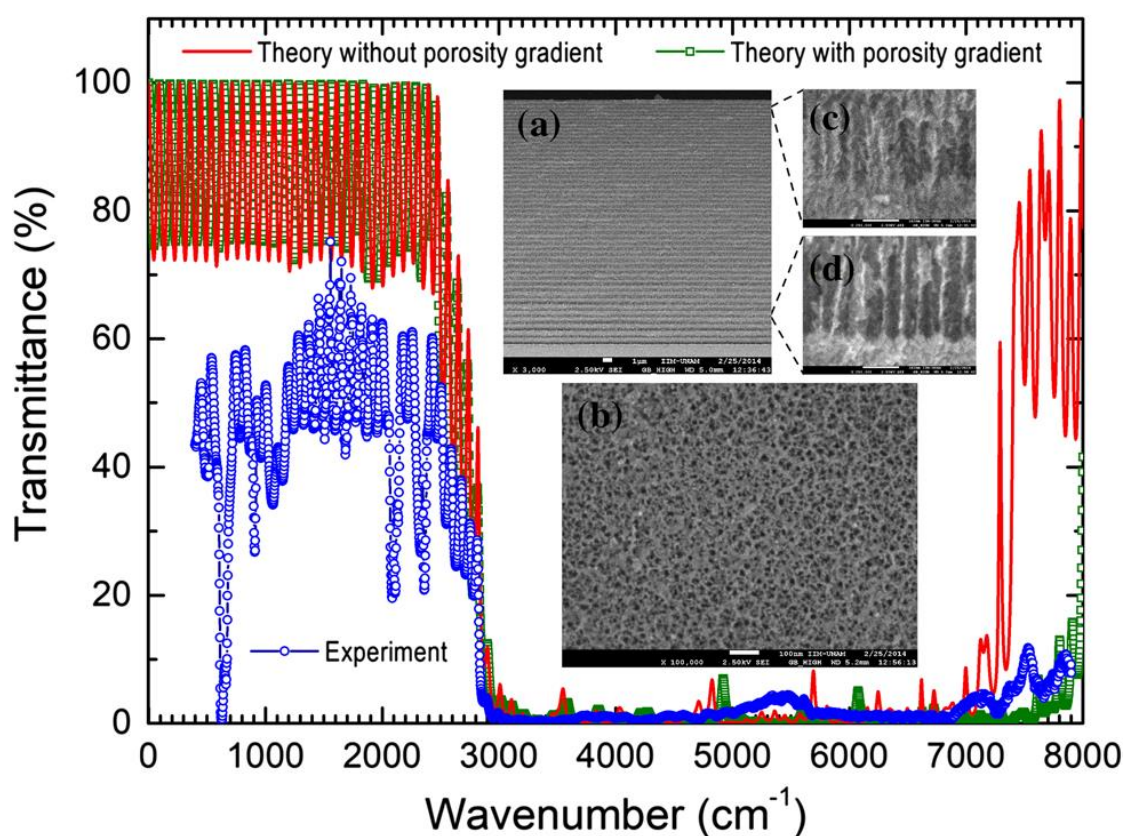 Theory without porosity gradient
Theory with porosity gradient
100
80
60
40
20
0
Transmittance (%)
(a)
1µm IIM-UNAM 2/25/2014
X 3,000 2.50kV SEI GB_HIGH WD 5.0mm 12:36:43
(c)
(d)
(b)
100nm IIM-UNAM 2/25/2014
X 100,000 2.50kV SEI GB_HIGH WD 5.2mm 12:56:13
Experiment
0 1000 2000 3000 4000 5000 6000 7000 8000
Wavenumber (cm⁻¹)